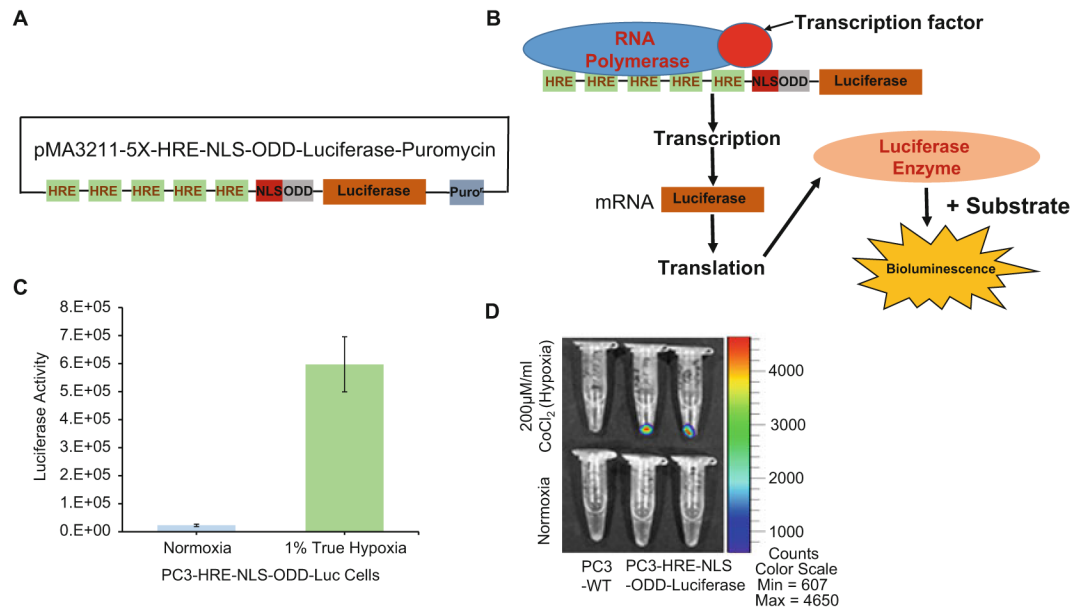 A
pMA3211-5X-HRE-NLS-ODD-Luciferase-Puromycin
HRE HRE HRE HRE HRE NLS ODD Luciferase Puroʳ
B
Transcription factor
RNA
Polymerase
HRE HRE HRE HRE HRE NLS ODD Luciferase
Transcription
mRNA Luciferase
Translation
Luciferase
Enzyme
+ Substrate
Bioluminescence
C
Luciferase Activity
8.E+05
7.E+05
6.E+05
5.E+05
4.E+05
3.E+05
2.E+05
1.E+05
0.E+00
Normoxia 1% True Hypoxia
PC3-HRE-NLS-ODD-Luc Cells
D
200µM/ml
CoCl₂ (Hypoxia)
Normoxia
4000
3000
2000
1000
PC3
-WT
PC3-HRE-NLS
-ODD-Luciferase
Counts
Color Scale
Min = 607
Max = 4650